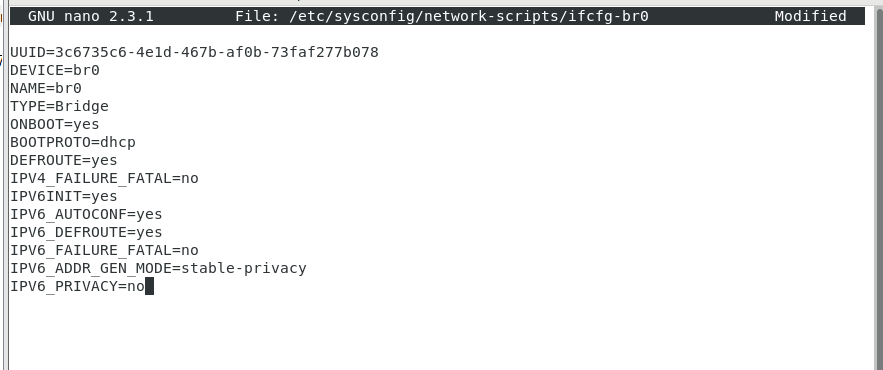 GNU nano 2.3.1 File: /etc/sysconfig/network-scripts/ifcfg-br0 Modified
UUID=3c6735c6-4e1d-467b-af0b-73faf277b078
DEVICE=br0
NAME=br0
TYPE=Bridge
ONBOOT=yes
BOOTPROTO=dhcp
DEFROUTE=yes
IPV4_FAILURE_FATAL=no
IPV6INIT=yes
IPV6_AUTOCONF=yes
IPV6_DEFROUTE=yes
IPV6_FAILURE_FATAL=no
IPV6_ADDR_GEN_MODE=stable-privacy
IPV6_PRIVACY=no